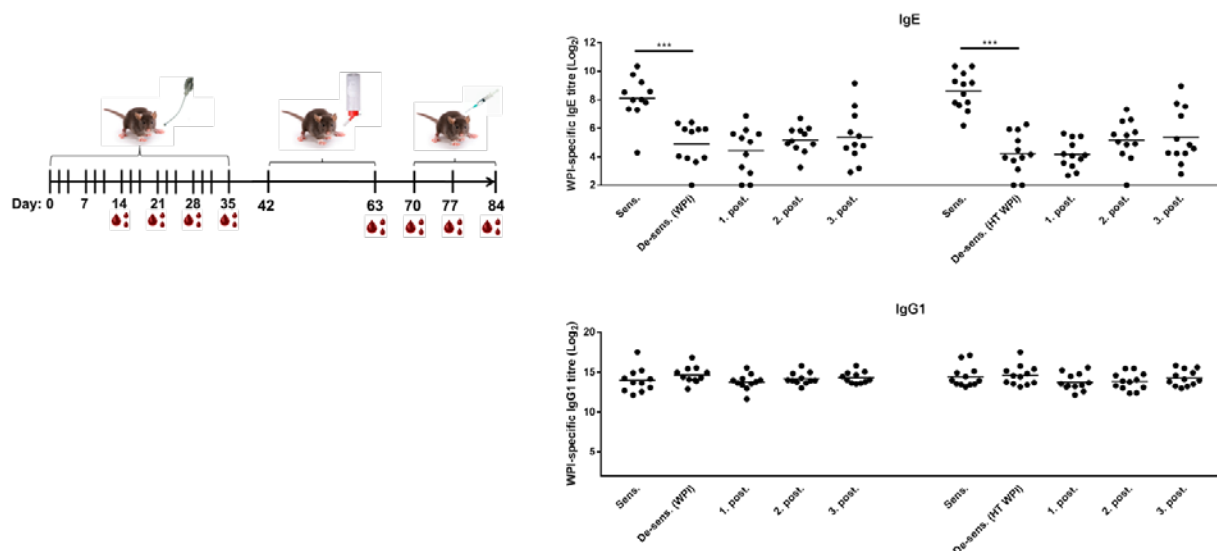 Day: 0 7 14 21 28 35 42 63 70 77 84
IgE
WPI-specific IgE titre (Log2)
12
10
8
6
4
2
***
***
Sens.
De-sens. (WPI)
1. post.
2. post.
3. post.
Sens.
De-sens. (HT WPI)
1. post.
2. post.
3. post.
IgG1
WPI-specific IgG1 titre (Log2)
20
15
10
5
Sens.
De-sens. (WPI)
1. post.
2. post.
3. post.
Sens.
De-sens. (HT WPI)
1. post.
2. post.
3. post.